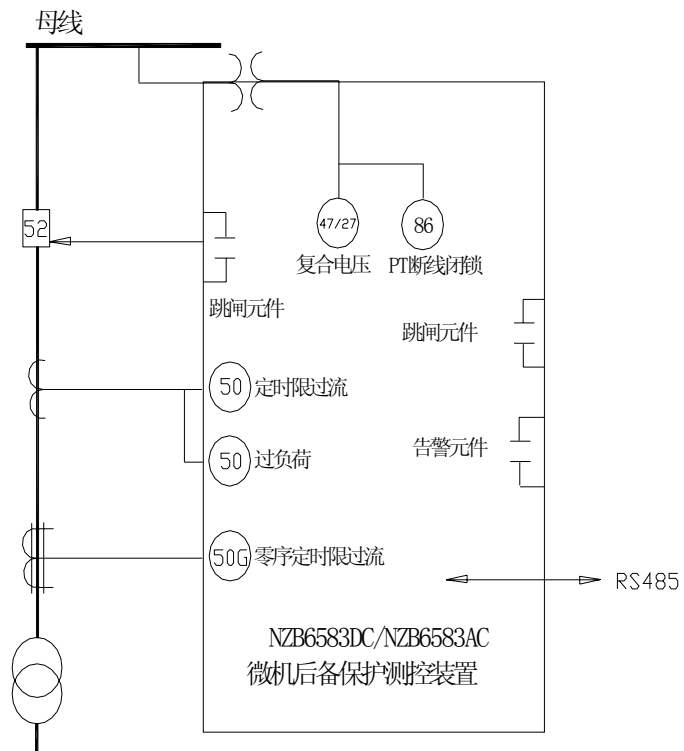 母线
52
47/27
86
复合电压
PT断线闭锁
跳闸元件
跳闸元件
50
定时限过流
告警元件
50
过负荷
50G
零序定时限过流
RS485
NZB6583DC/NZB6583AC
微机后备保护测控装置